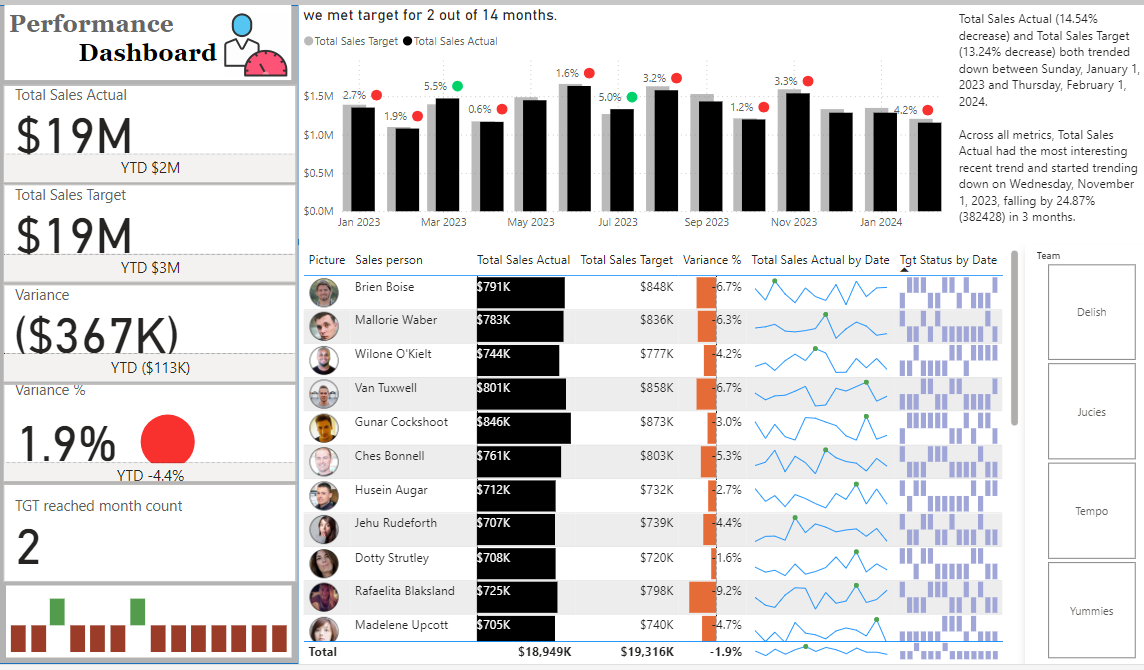 Performance
Dashboard
Total Sales Actual
$19M
YTD $2M
Total Sales Target
$19M
YTD $3M
Variance
($367K)
YTD ($113K)
Variance %
1.9%
YTD -4.4%
TGT reached month count
2
we met target for 2 out of 14 months.
Total Sales Target Total Sales Actual
$1.5M
$1.0M
$0.5M
$0.0M
2.7% 1.9% 5.5% 0.6% 1.6% 5.0% 3.2% 1.2% 3.3% 4.2%
Jan 2023 Mar 2023 May 2023 Jul 2023 Sep 2023 Nov 2023 Jan 2024
Total Sales Actual (14.54%
decrease) and Total Sales Target
(13.24% decrease) both trended
down between Sunday, January 1,
2023 and Thursday, February 1,
2024.
Across all metrics, Total Sales
Actual had the most interesting
recent trend and started trending
down on Wednesday, November
1, 2023, falling by 24.87%
(382428) in 3 months.
Picture Sales person Total Sales Actual Total Sales Target Variance % Total Sales Actual by Date Tgt Status by Date
Brien Boise $791K $848K -6.7%
Mallorie Waber $783K $836K -6.3%
Wilone O'Kielt $744K $777K -4.2%
Van Tuxwell $801K $858K -6.7%
Gunar Cockshoot $846K $873K -3.0%
Ches Bonnell $761K $803K -5.3%
Husein Augar $712K $732K -2.7%
Jehu Rudeforth $707K $739K -4.4%
Dotty Strutley $708K $720K -1.6%
Rafaelita Blaksland $725K $798K -9.2%
Madelene Upcott $705K $740K -4.7%
Total $18,949K $19,316K -1.9%
Team
Delish
Jucies
Tempo
Yummies